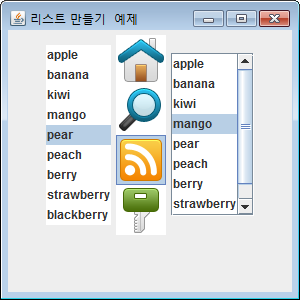 리스트 만들기 예제
apple
banana
kiwi
mango
pear
peach
berry
strawberry
blackberry
apple
banana
kiwi
mango
pear
peach
berry
strawberry